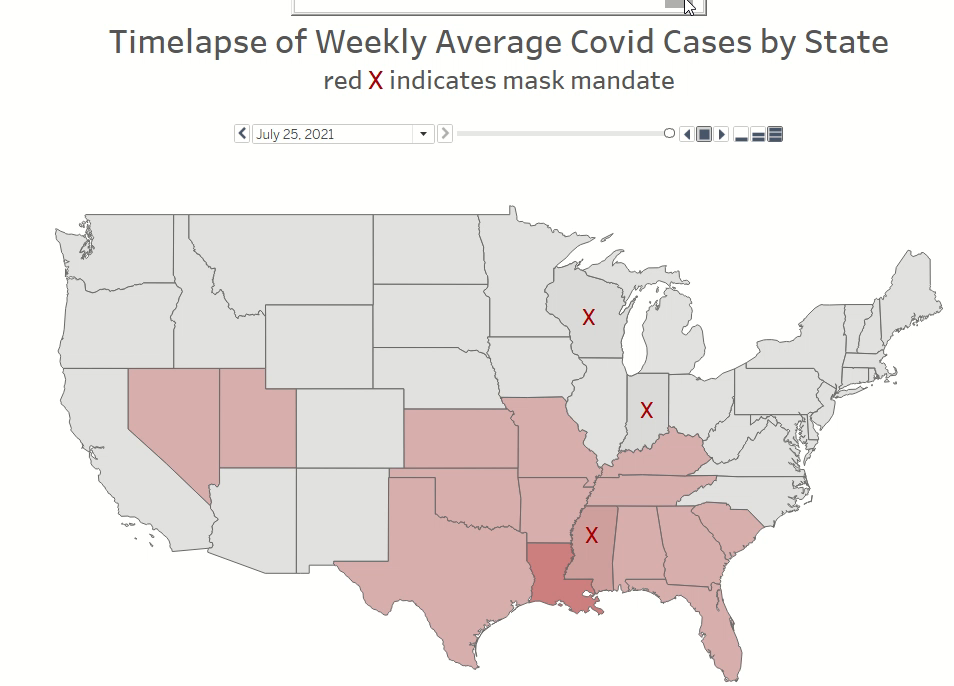 Timelapse of Weekly Average Covid Cases by State
red X indicates mask mandate
July 25, 2021
X
X
X